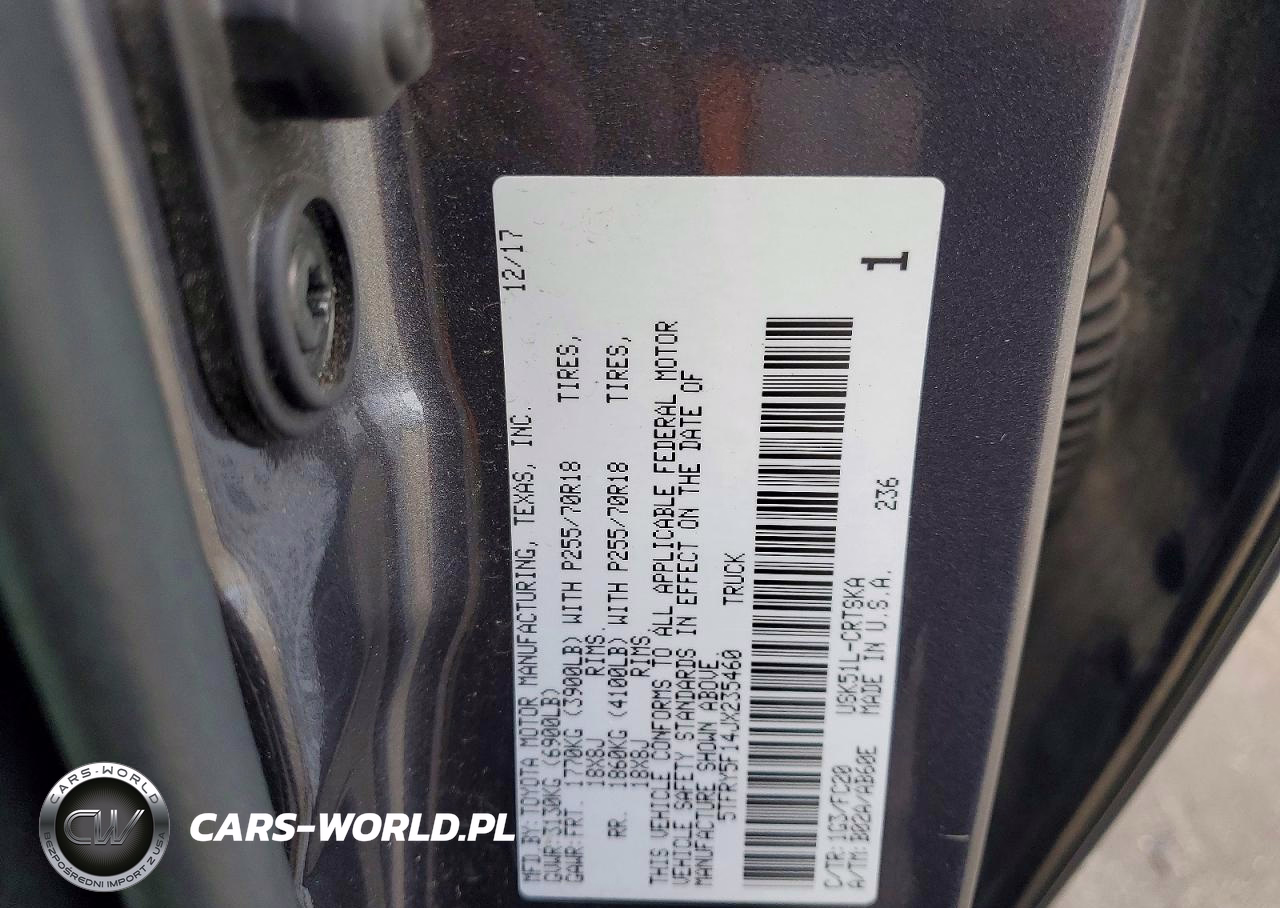 MFD BY: TOYOTA MOTOR MANUFACTURING, TEXAS, INC. 12/17
GVWR: 3130KG (6900LB)
GAWR: FRT. 1770KG (3900LB) WITH P255/70R18 TIRES,
18X8J RIMS.
RR. 1860KG (4100LB) WITH P255/70R18 TIRES,
18X8J RIMS.
THIS VEHICLE CONFORMS TO ALL APPLICABLE FEDERAL MOTOR
VEHICLE SAFETY STANDARDS IN EFFECT ON THE DATE OF
MANUFACTURE SHOWN ABOVE.
5TFRY5F14JX235460 TRUCK
C/TR: 1G3/FC20 USK51L-CRTSKA
A/TM: B02A/AB60E MADE IN U.S.A. 236
1
CARS-WORLD
CW
BEZPOŚREDNI IMPORT Z USA
CARS-WORLD.PL